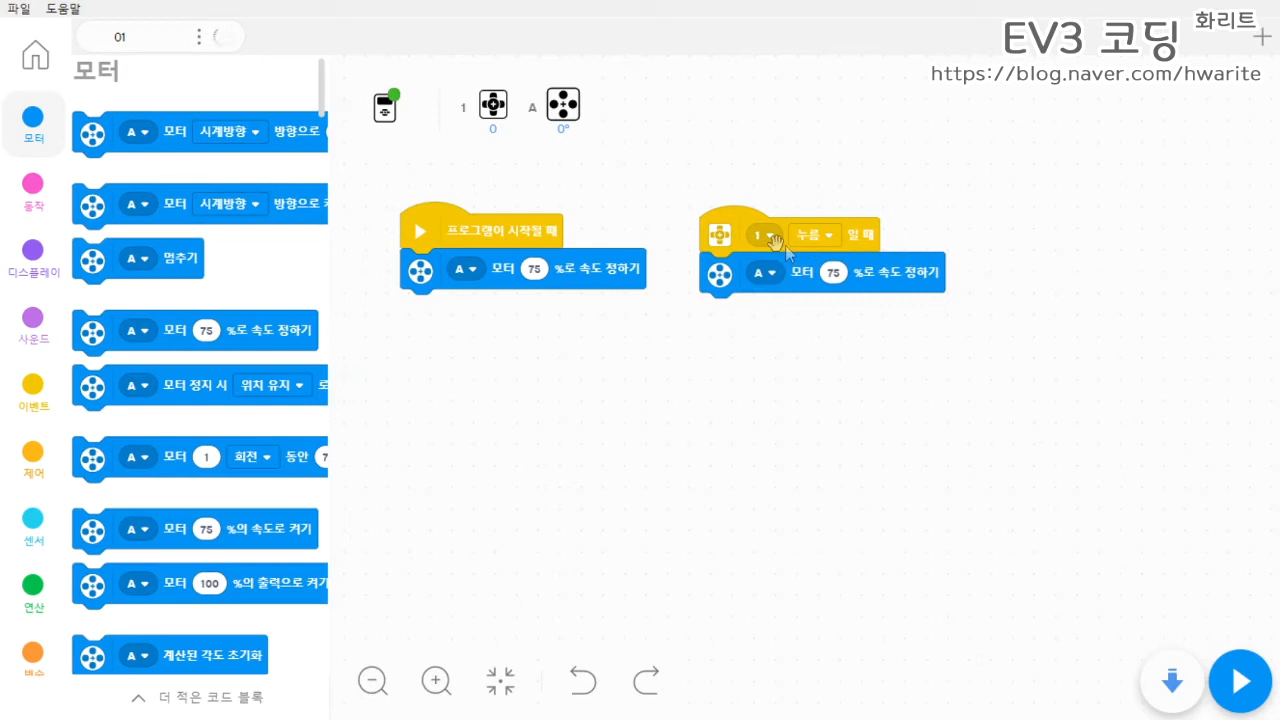 파일 도움말
화리트
EV3 코딩
https://blog.naver.com/hwarite
01
모터
1 A
0 0°
모터
동작
디스플레이
사운드
이벤트
제어
센서
연산
변수
A 모터 시계방향 방향으로
A 모터 시계방향 방향으로
A 멈추기
A 모터 75 %로 속도 정하기
A 모터 정지 시 위치 유지 로
A 모터 1 회전 동안
A 모터 75 %의 속도로 켜기
A 모터 100 %의 출력으로 켜기
A 계산된 각도 초기화
더 적은 코드 블록
프로그램이 시작될 때
A 모터 75 %로 속도 정하기
1 누름 일 때
A 모터 75 %로 속도 정하기